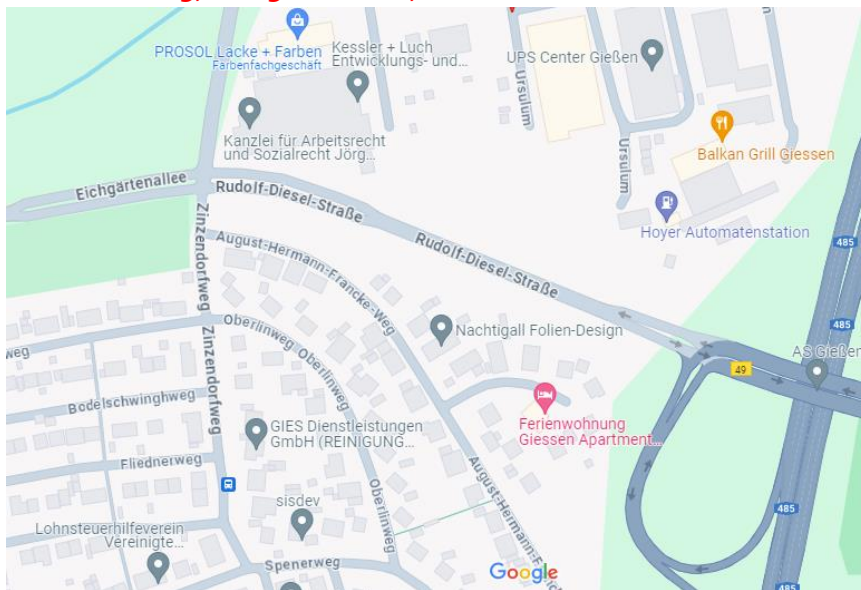 PROSOL Lacke + Farben
Farbenfachgeschäft
Kessler + Luch
Entwicklungs- und...
UPS Center Gießen
Ursulum
Ursulum
Kanzlei für Arbeitsrecht
und Sozialrecht Jörg...
Balkan Grill Giessen
Eichgärtenallee
Rudolf-Diesel-Straße
Zinzendorfweg
Hoyer Automatenstation
485
August-Hermann-Francke-Weg
Rudolf-Diesel-Straße
Oberlinweg
Oberlinweg
Zinzendorfweg
Nachtigall Folien-Design
485
weg
AS Gießen
49
Bodelschwinghweg
GIES Dienstleistungen
GmbH (REINIGUNG...
Ferienwohnung
Giessen Apartment...
Fliednerweg
August-Hermann-Fr
sisdev
Oberlinweg
485
Lohnsteuerhilfeverein
Vereinigte...
Spenerweg
Google
485